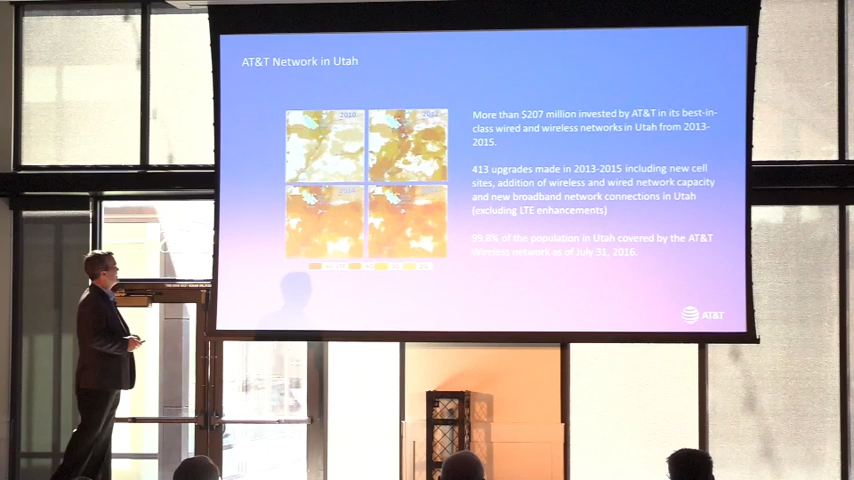 AT&T Network in Utah
2010
2012
More than $207 million invested by AT&T in its best-in-
class wired and wireless networks in Utah from 2013-
2015.
413 upgrades made in 2013-2015 including new cell
sites, addition of wireless and wired network capacity
and new broadband network connections in Utah
(excluding LTE enhancements)
99.8% of the population in Utah covered by the AT&T
Wireless network as of July 31, 2016.
AT&T